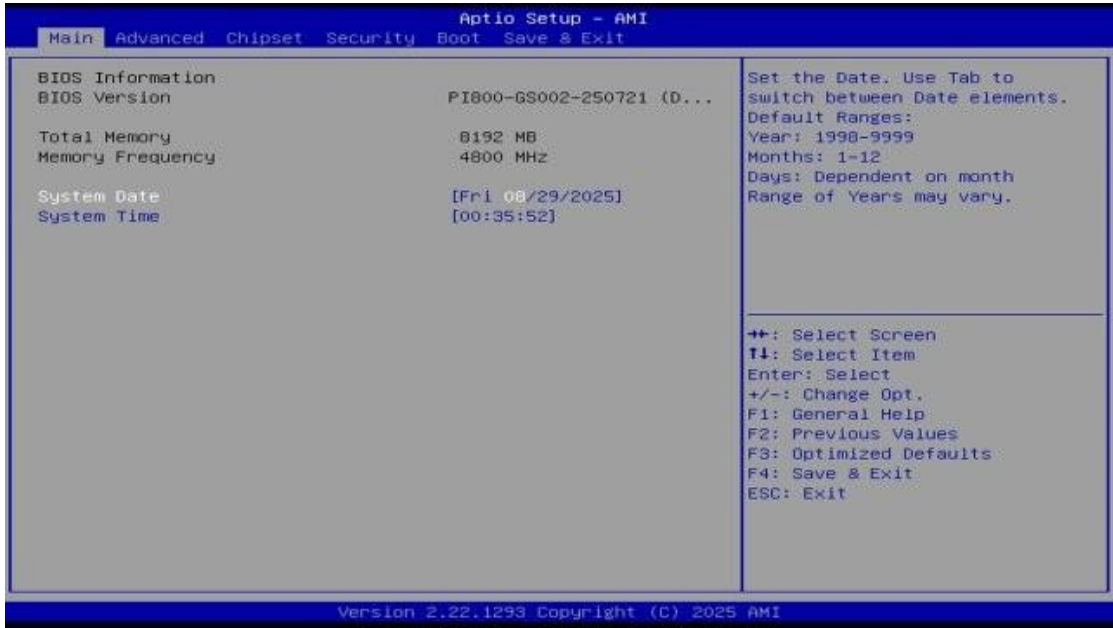 Aptio Setup - AMI
Main Advanced Chipset Security Boot Save & Exit
BIOS Information
BIOS Version PI800-GS002-250721 (D...
Total Memory 8192 MB
Memory Frequency 4800 MHz
System Date [Fri 08/29/2025]
System Time [00:35:52]
Set the Date. Use Tab to
switch between Date elements.
Default Ranges:
Year: 1998-9999
Months: 1-12
Days: Dependent on month
Range of Years may vary.
→←: Select Screen
↑↓: Select Item
Enter: Select
+/-: Change Opt.
F1: General Help
F2: Previous Values
F3: Optimized Defaults
F4: Save & Exit
ESC: Exit
Version 2.22.1293 Copyright (C) 2025 AMI